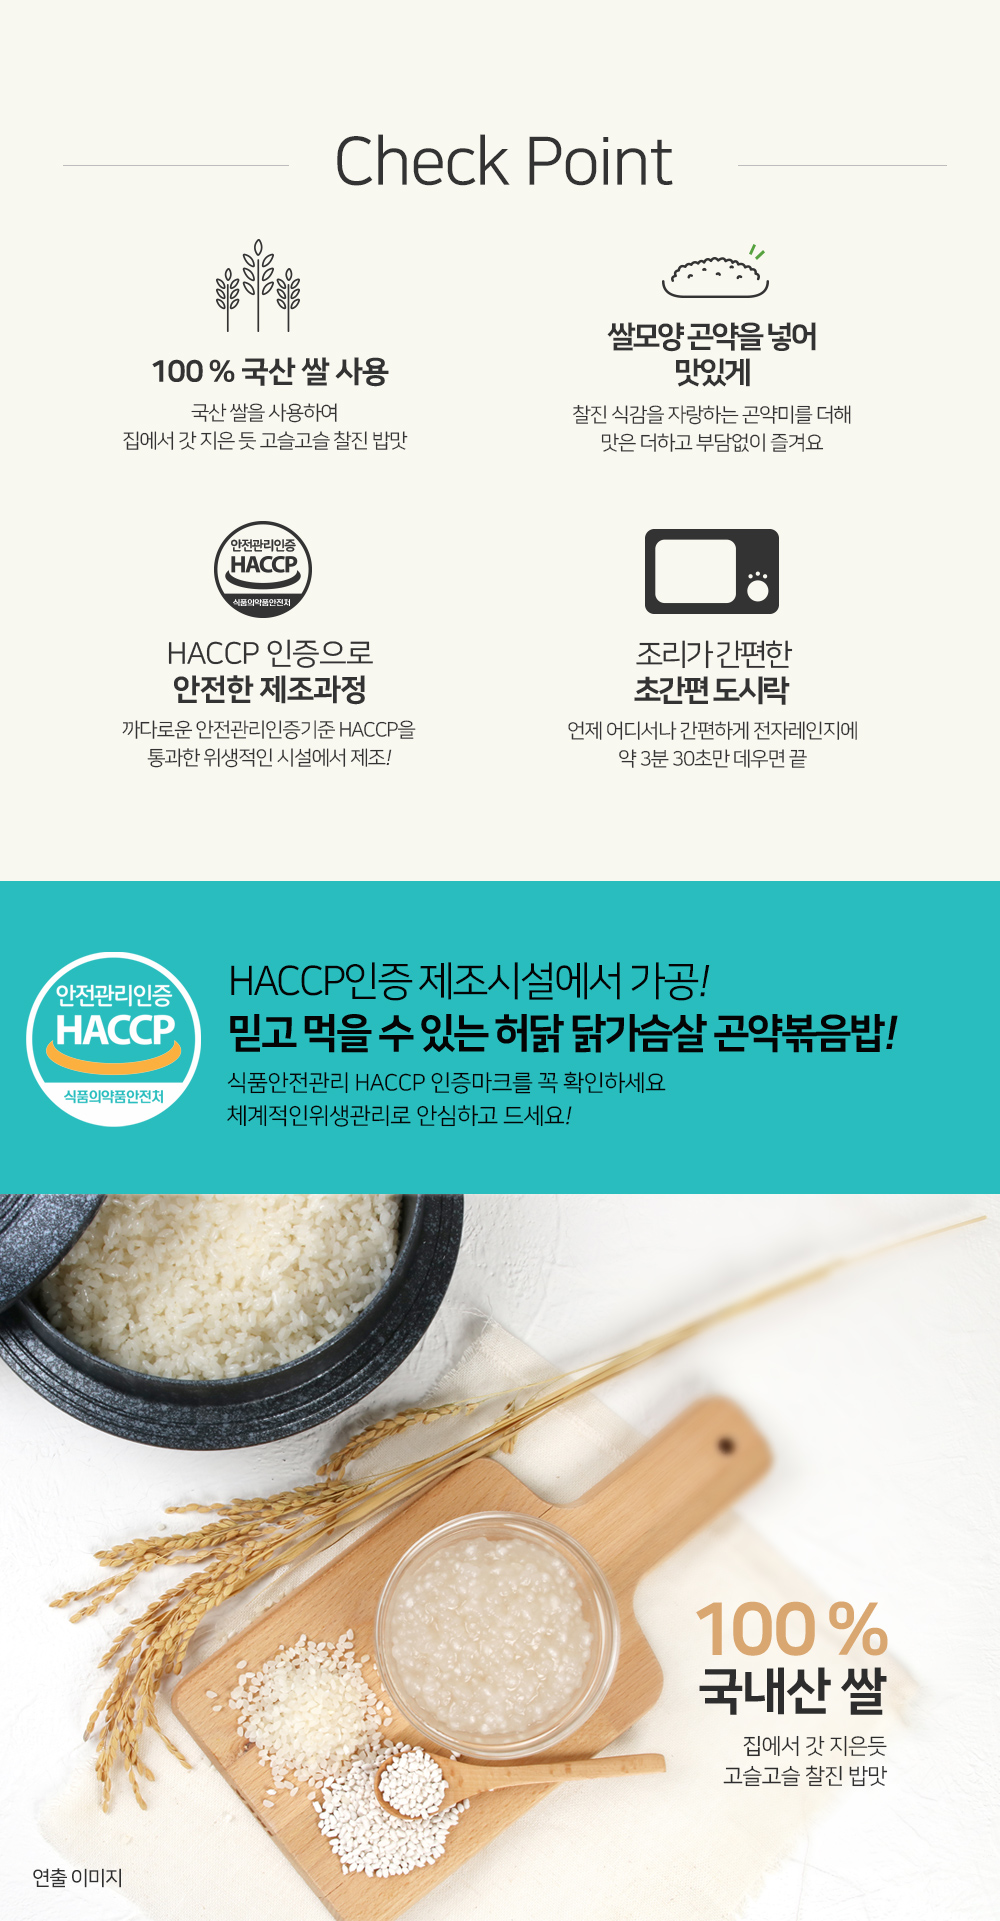 Check Point
100 % 국산 쌀 사용
국산 쌀을 사용하여
집에서 갓 지은 듯 고슬고슬 찰진 밥맛
쌀모양 곤약을 넣어
맛있게
찰진 식감을 자랑하는 곤약미를 더해
맛은 더하고 부담없이 즐겨요
안전관리인증
HACCP
식품의약품안전처
HACCP 인증으로
안전한 제조과정
까다로운 안전관리인증기준 HACCP을
통과한 위생적인 시설에서 제조!
조리가 간편한
초간편 도시락
언제 어디서나 간편하게 전자레인지에
약 3분 30초만 데우면 끝
안전관리인증
HACCP
식품의약품안전처
HACCP인증 제조시설에서 가공!
믿고 먹을 수 있는 허닭 닭가슴살 곤약볶음밥!
식품안전관리 HACCP 인증마크를 꼭 확인하세요
체계적인위생관리로 안심하고 드세요!
100 %
국내산 쌀
집에서 갓 지은듯
고슬고슬 찰진 밥맛
연출 이미지